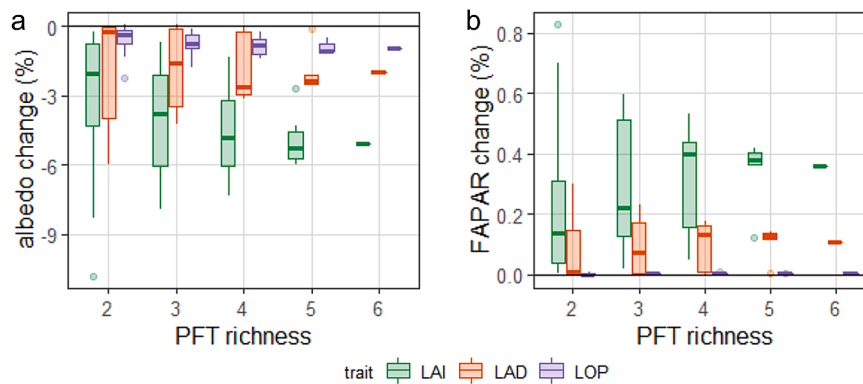 a
albedo change (%)
0
-3
-6
-9
2 3 4 5 6
PFT richness
b
FAPAR change (%)
0.8
0.6
0.4
0.2
0.0
2 3 4 5 6
PFT richness
trait LAI LAD LOP